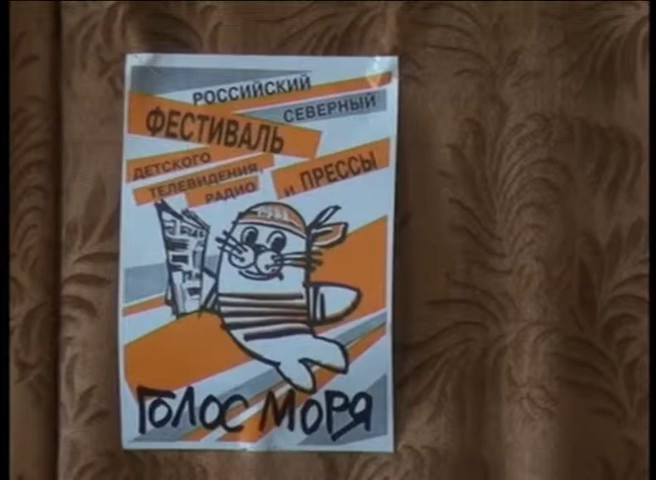 РОССИЙСКИЙ
СЕВЕРНЫЙ
ФЕСТИВАЛЬ
ДЕТСКОГО
ТЕЛЕВИДЕНИЯ,
РАДИО
И ПРЕССЫ
ГОЛОС МОРЯ